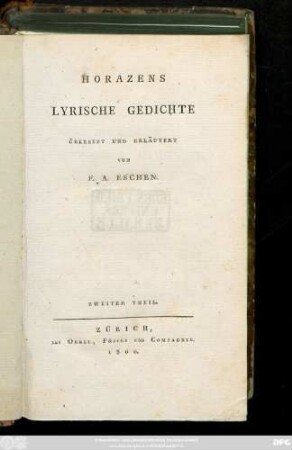 HORAZENS
LYRISCHE GEDICHTE
ÜBERSETZT UND ERLÄUTERT
VON
F. A. ESCHEN.
ZWEITER THEIL.
ZÜRICH,
bey Orell, Füssli und Compagnie.
1800.